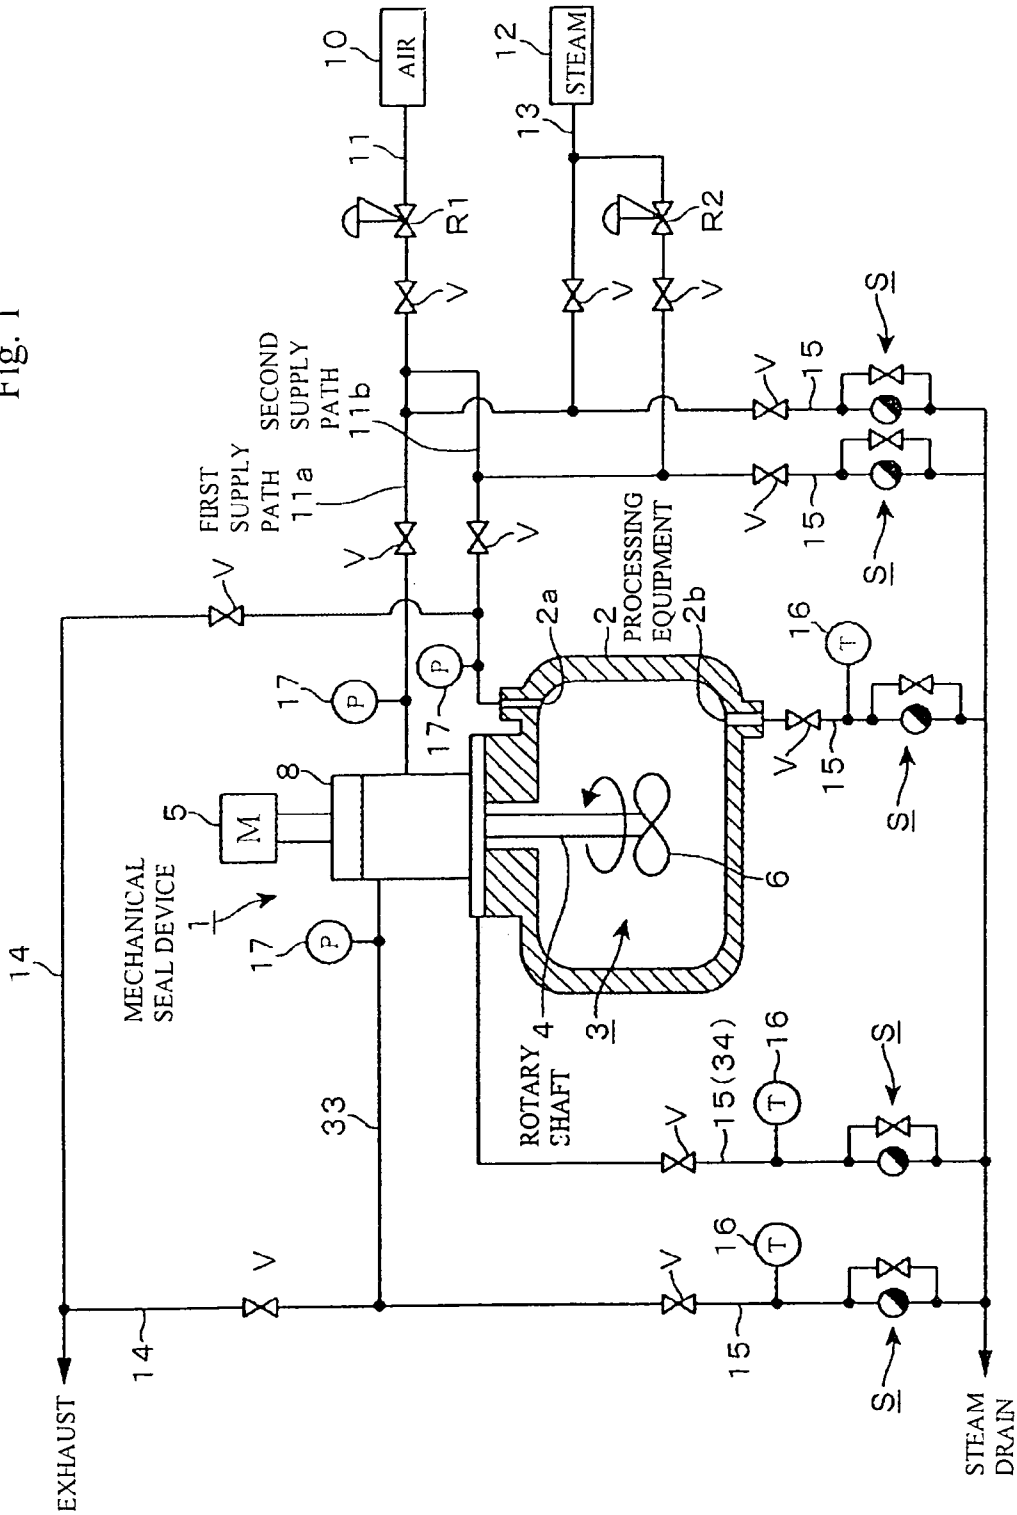 Fig. 1
10
AIR
11
R1
V
12
STEAM
13
R2
V
V
SECOND
SUPPLY
PATH
11b
FIRST
SUPPLY
PATH
11a
V
V
V
V
15
S
V
15
S
17
P
17
P
2a
2
PROCESSING
EQUIPMENT
2b
16
T
V
15
S
8
5
M
MECHANICAL
SEAL DEVICE
1
17
P
6
4
3
ROTARY
SHAFT
14
33
V
15(34)
16
T
S
EXHAUST
14
V
V
15
16
T
S
STEAM
DRAIN